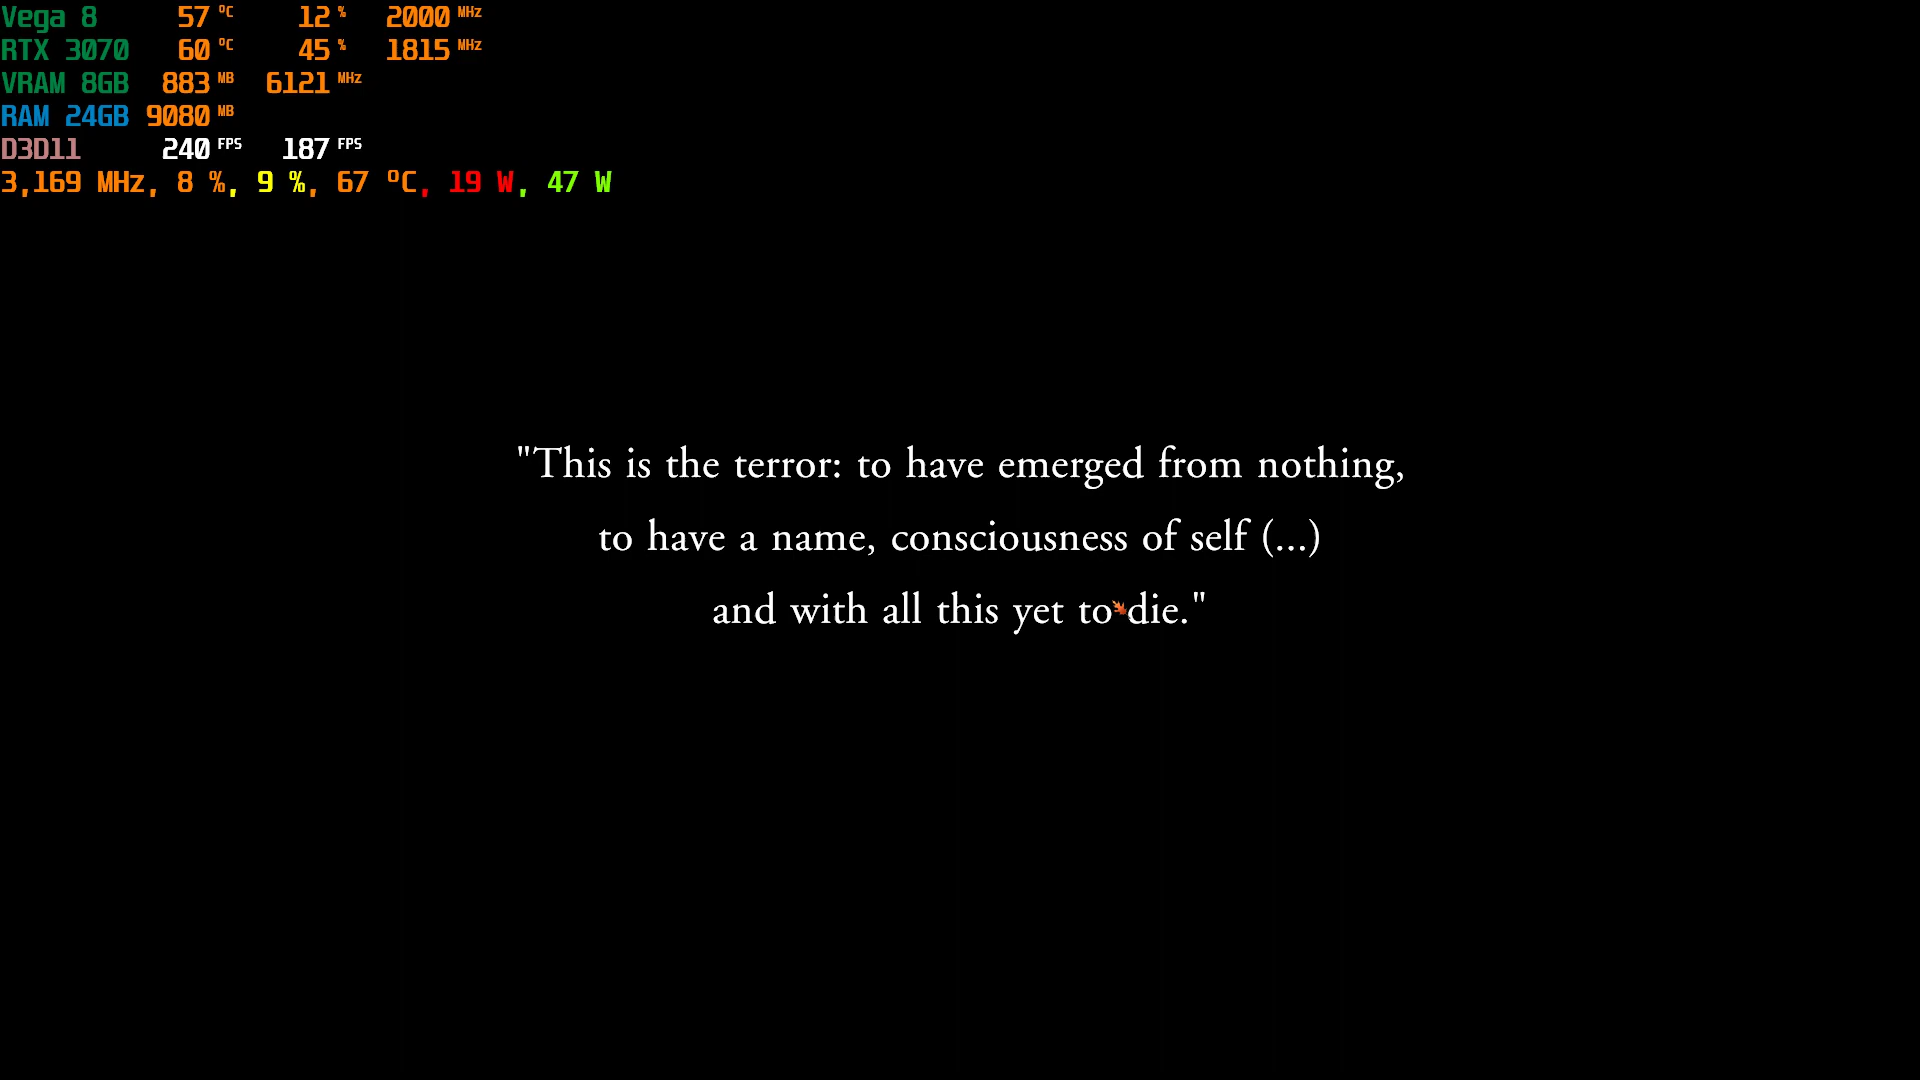 Vega 8 57 °C 12 % 2000 MHz
RTX 3070 60 °C 45 % 1815 MHz
VRAM 8GB 883 MB 6121 MHz
RAM 24GB 9080 MB
D3D11 240 FPS 187 FPS
3,169 MHz, 8 %, 9 %, 67 °C, 19 W, 47 W
"This is the terror: to have emerged from nothing,
to have a name, consciousness of self (...)
and with all this yet to die."